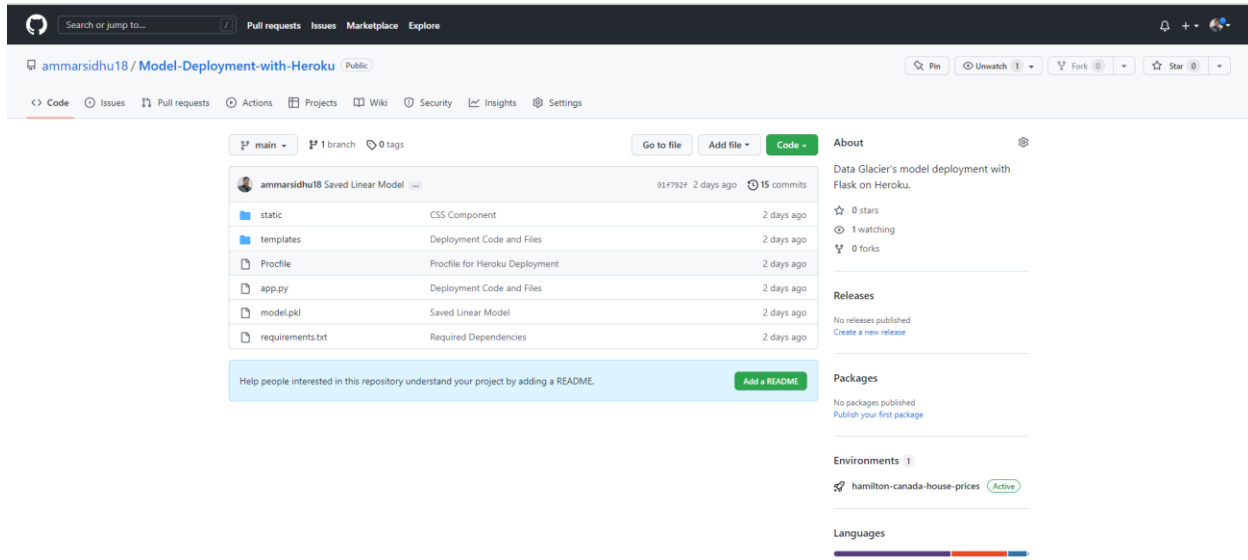 Search or jump to... /
Pull requests Issues Marketplace Explore
ammarsidhu18 / Model-Deployment-with-Heroku Public
Pin Unwatch 1 Fork 0 Star 0
Code Issues Pull requests Actions Projects Wiki Security Insights Settings
main 1 branch 0 tags Go to file Add file Code
ammarsidhu18 Saved Linear Model ... 91f792f 2 days ago 15 commits
static CSS Component 2 days ago
templates Deployment Code and Files 2 days ago
Procfile Procfile for Heroku Deployment 2 days ago
app.py Deployment Code and Files 2 days ago
model.pkl Saved Linear Model 2 days ago
requirements.txt Required Dependencies 2 days ago
Help people interested in this repository understand your project by adding a README. Add a README
About
Data Glacier's model deployment with
Flask on Heroku.
0 stars
1 watching
0 forks
Releases
No releases published
Create a new release
Packages
No packages published
Publish your first package
Environments 1
hamilton-canada-house-prices Active
Languages